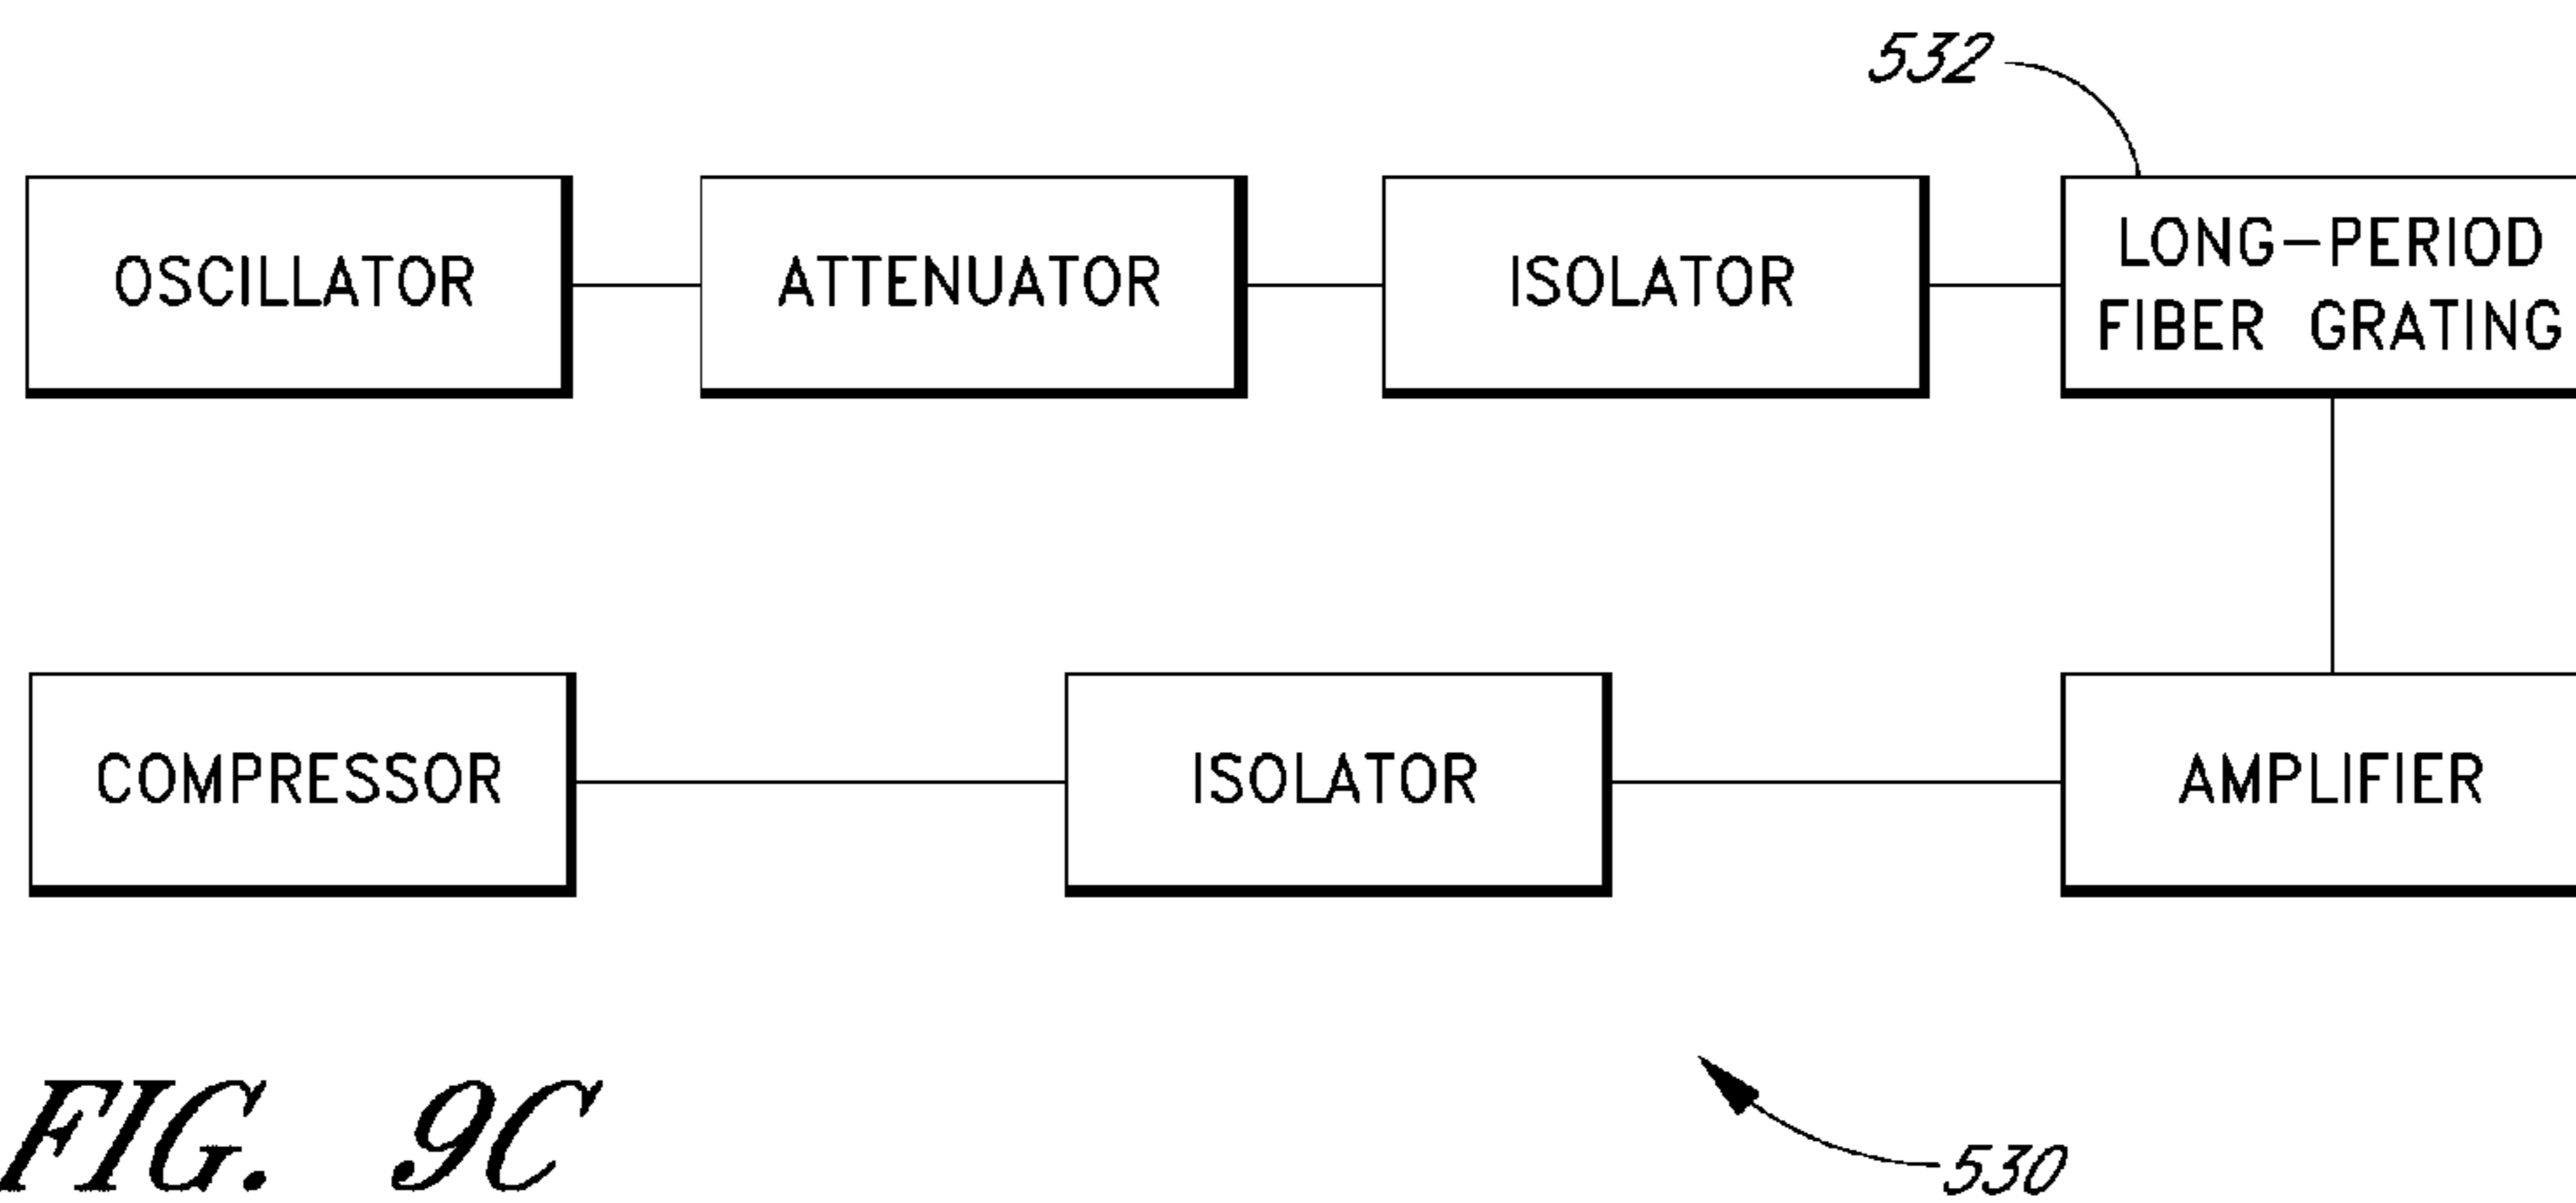 532
OSCILLATOR
ATTENUATOR
ISOLATOR
LONG-PERIOD
FIBER GRATING
COMPRESSOR
ISOLATOR
AMPLIFIER
FIG. 9C
530